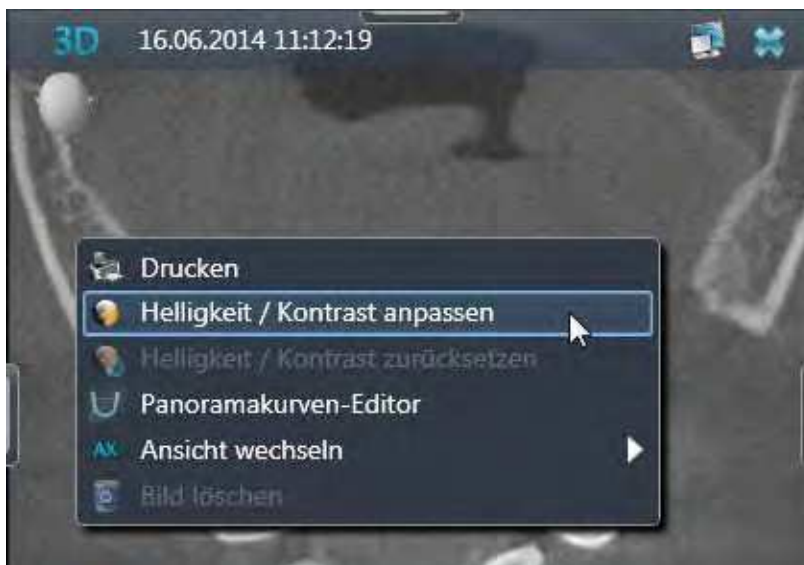 3D 16.06.2014 11:12:19
Drucken
Helligkeit / Kontrast anpassen
Helligkeit / Kontrast zurücksetzen
Panoramakurven-Editor
AX Ansicht wechseln
Bild löschen